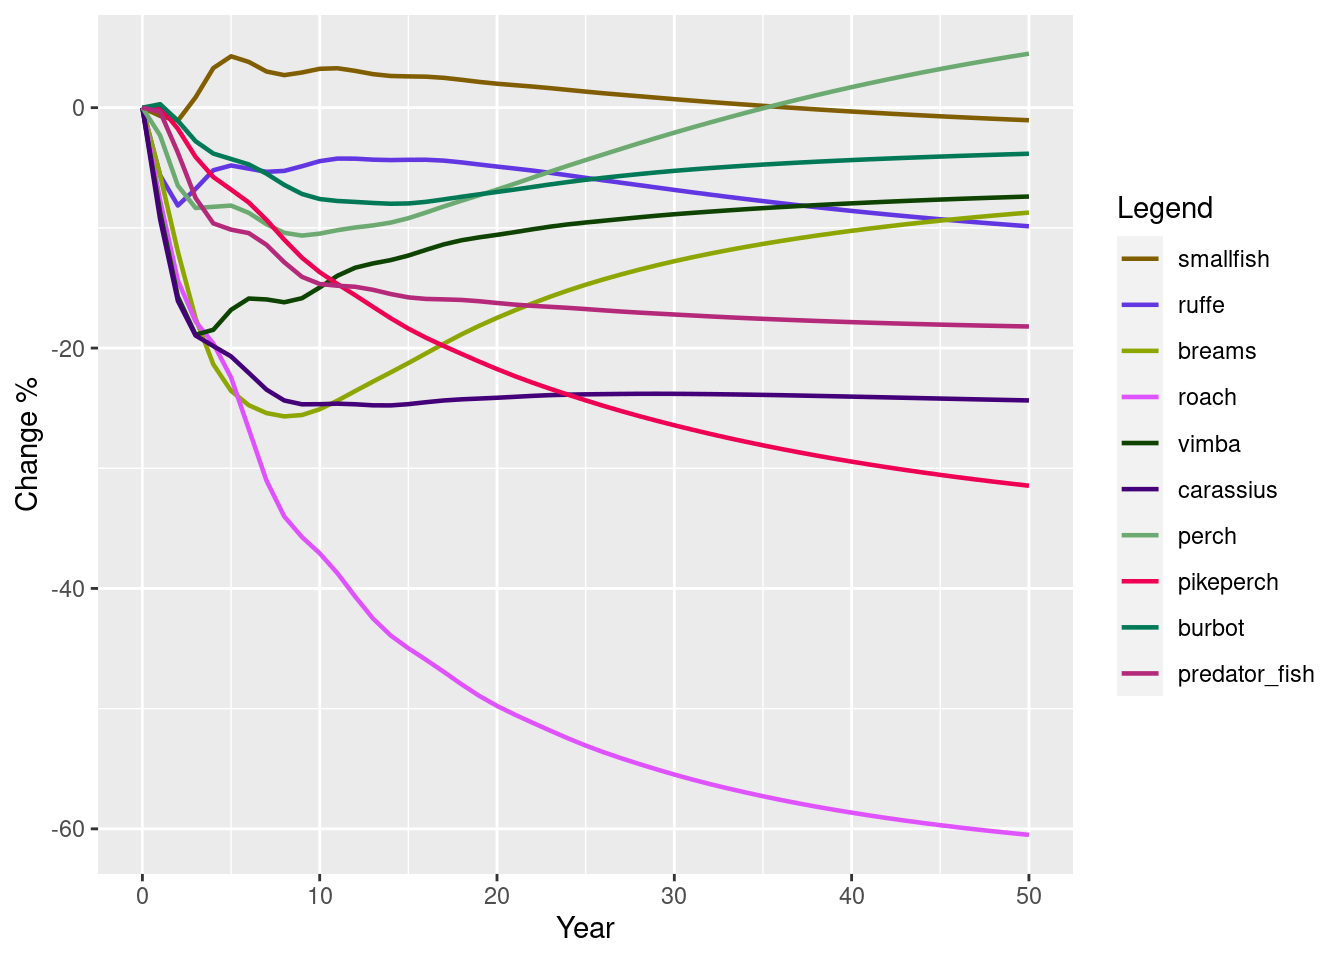 Change %
0
-20
-40
-60
0 10 20 30 40 50
Year
Legend
smallfish
ruffe
breams
roach
vimba
carassius
perch
pikeperch
burbot
predator_fish